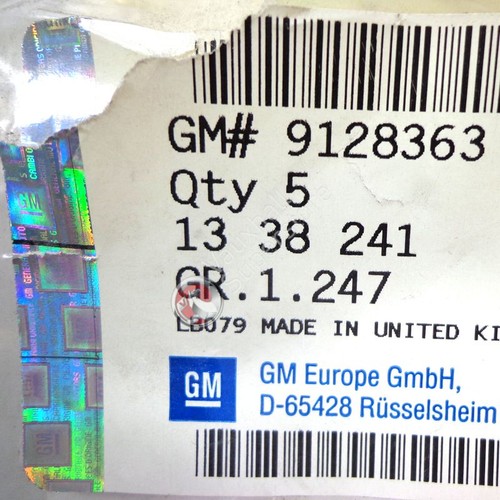 GM# 9128363
Qty 5
13 38 241
GR.1.247
LB079 MADE IN UNITED KI
GM
GM Europe GmbH,
D-65428 Rüsselsheim
GM